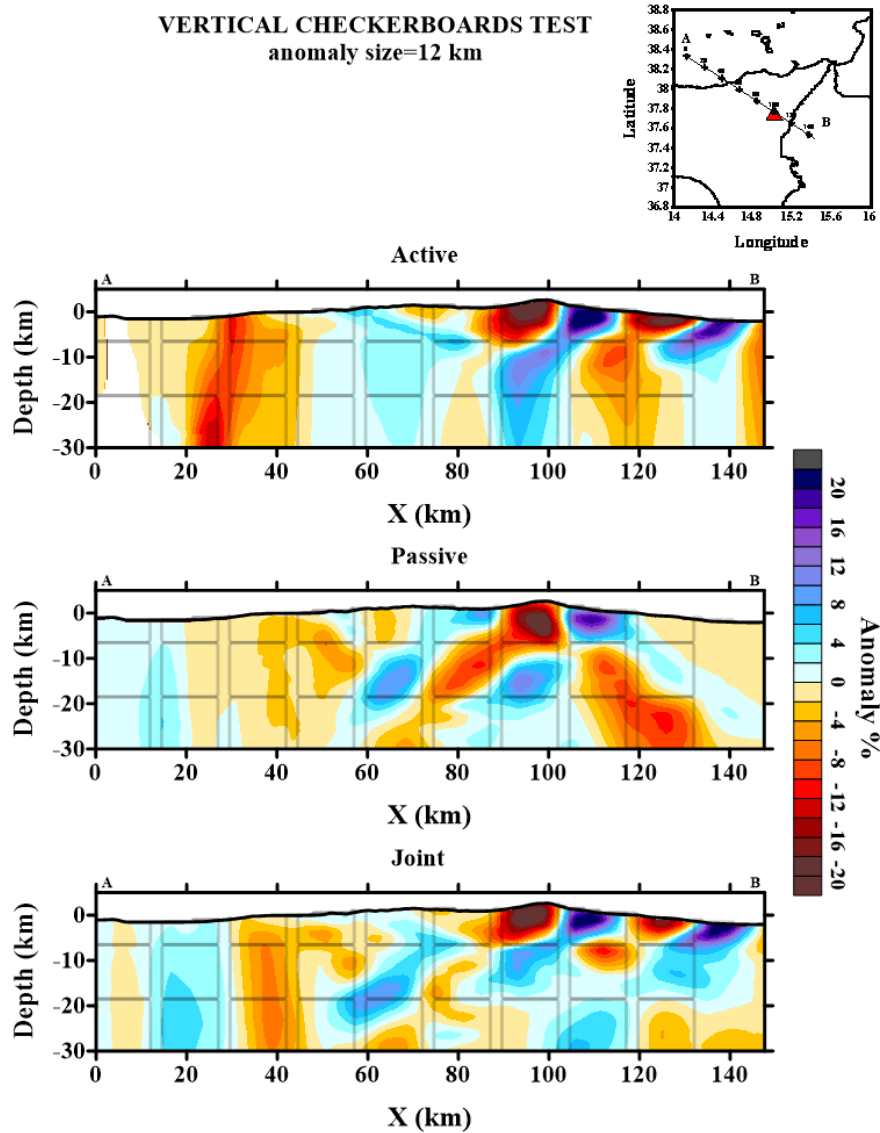 VERTICAL CHECKERBOARDS TEST
anomaly size=12 km
38.8
38.6
38.4
38.2
38
37.8
37.6
37.4
37.2
37
36.8
Latitude
A
B
14 14.4 14.8 15.2 15.6 16
Longitude
Active
A B
0
-10
-20
-30
Depth (km)
0 20 40 60 80 100 120 140
X (km)
Passive
A B
0
-10
-20
-30
Depth (km)
0 20 40 60 80 100 120 140
X (km)
Joint
A B
0
-10
-20
-30
Depth (km)
0 20 40 60 80 100 120 140
X (km)
20
16
12
8
4
0
-4
-8
-12
-16
-20
Anomaly %